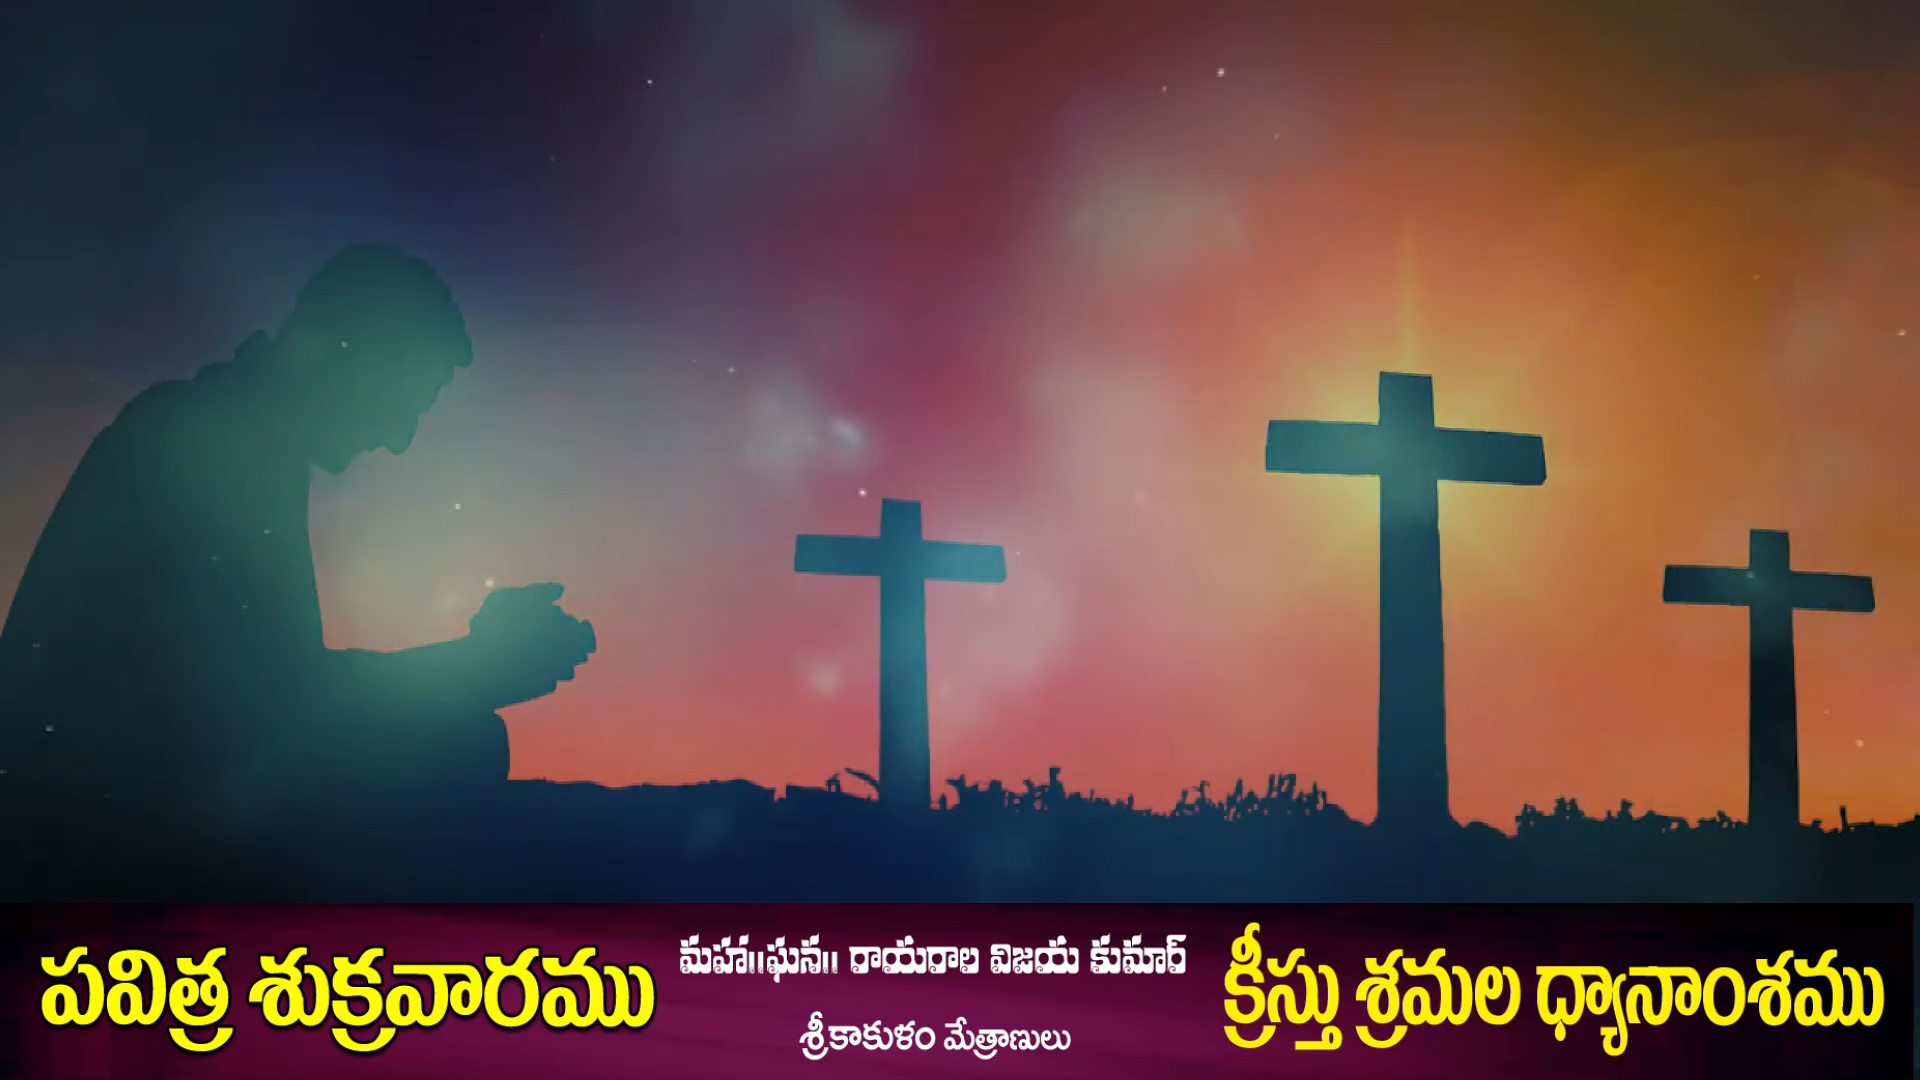 పవిత్ర శుక్రవారము
మహా॥ఘన॥ రాయరాల విజయ కుమార్
శ్రీకాకుళం మేత్రాణులు
క్రీస్తు శ్రమల ధ్యానాంశము